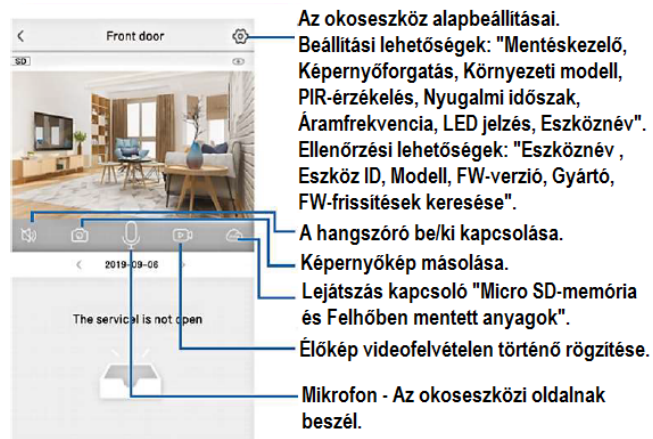 Front door
SD
2019-09-06
The servicel is not open
Az okoseszköz alapbeállításai.
Beállítási lehetőségek: "Mentéskezelő,
Képernyőforgatás, Környezeti modell,
PIR-érzékelés, Nyugalmi időszak,
Áramfrekvencia, LED jelzés, Eszköznév".
Ellenőrzési lehetőségek: "Eszköznév ,
Eszköz ID, Modell, FW-verzió, Gyártó,
FW-frissítések keresése".
A hangszóró be/ki kapcsolása.
Képernyőkép másolása.
Lejátszás kapcsoló "Micro SD-memória
és Felhőben mentett anyagok".
Élőkép videofelvételen történő rögzítése.
Mikrofon - Az okoseszközi oldalnak
beszél.